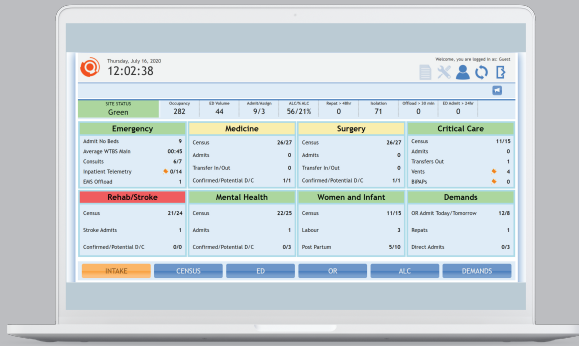 Thursday, July 16, 2020
12:02:38
Welcome, you are logged in as: Guest
SITE STATUS Occupancy ED Volume Admit/Assign ALC/% ALC Repat > 48hr Isolation Offload > 30 min ED Admit > 24hr
Green 282 44 9/3 56/21% 0 71 0 0
Emergency Medicine Surgery Critical Care
Admit No Beds 9 Census 26/27 Census 26/27 Census 11/15
Average WTBS Main 00:45 Admits 0 Admits 0 Admits 0
Consults 6/7 Transfer In/Out 0 Transfer In/Out 0 Transfers Out 1
Inpatient Telemetry 0/14 Confirmed/Potential D/C 1/1 Confirmed/Potential D/C 1/1 Vents 4
EMS Offload 1 BiPAPs 0
Rehab/Stroke Mental Health Women and Infant Demands
Census 21/24 Census 22/25 Census 11/15 OR Admit Today/Tomorrow 12/8
Stroke Admits 1 Admits 1 Labour 3 Repats 1
Confirmed/Potential D/C 0/0 Confirmed/Potential D/C 0/3 Post Partum 5/10 Direct Admits 0/3
INTAKE CENSUS ED OR ALC DEMANDS